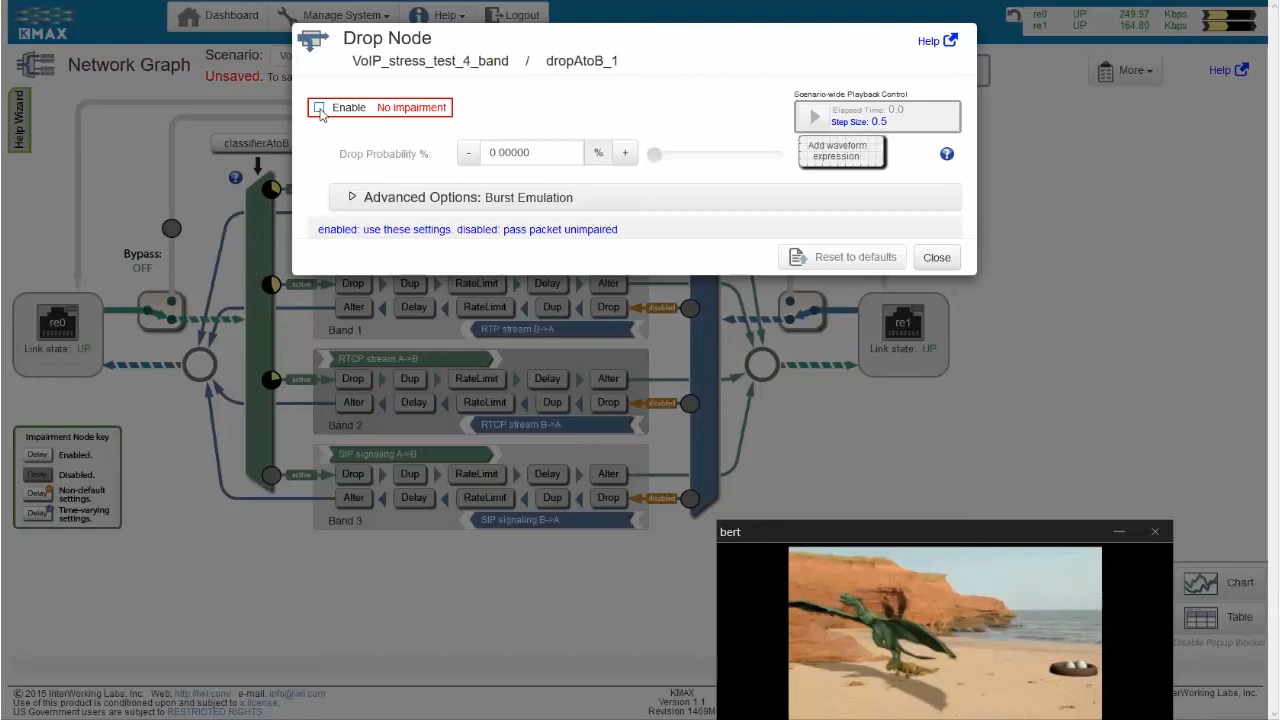 KMAX
Dashboard
Manage System
Help
Logout
re0 UP 249.97 Kbps
re1 UP 164.80 Kbps
Network Graph
Scenario:
Unsaved.
More
Help
Help Wizard
Drop Node
VoIP_stress_test_4_band / dropAtoB_1
Help
Enable No impairment
Scenario-wide Playback Control
Elapsed Time: 0.0
Step Size: 0.5
Drop Probability %:
- 0.00000 % +
Add waveform
expression
Advanced Options: Burst Emulation
enabled: use these settings. disabled: pass packet unimpaired
Reset to defaults
Close
classifierAtoB
Bypass:
OFF
re0
Link state: UP
re1
Link state: UP
active Drop Dup RateLimit Delay Alter
Alter Delay RateLimit Dup Drop disabled
Band 1 RTP stream B->A
RTCP stream A->B
active Drop Dup RateLimit Delay Alter
Alter Delay RateLimit Dup Drop disabled
Band 2 RTCP stream B->A
SIP signaling A->B
active Drop Dup RateLimit Delay Alter
Alter Delay RateLimit Dup Drop disabled
Band 3 SIP signaling B->A
Impairment Node key
Delay Enabled.
Delay Disabled.
Delay Non-default
settings.
Delay Time-varying
settings.
bert
Chart
Table
Disable Popup Blocker
© 2015 InterWorking Labs, Inc. Web: http://iwl.com/ e-mail: info@iwl.com
Use of this product is conditioned upon and subject to a license.
US Government users are subject to RESTRICTED RIGHTS
KMAX
Version 1.1
Revision 1469M
InterWorking Labs, Inc.